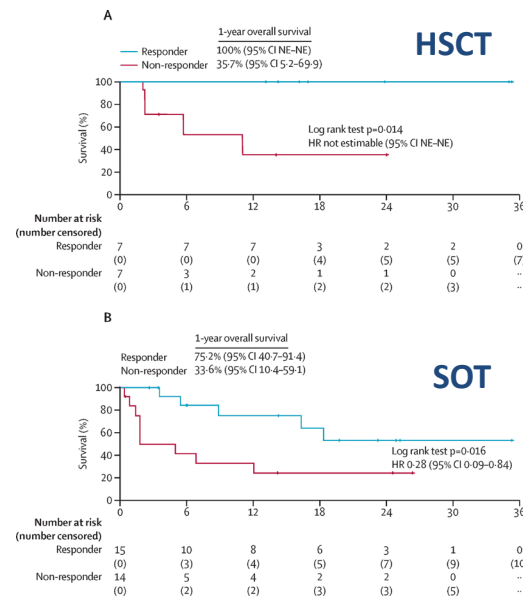 A
HSCT
1-year overall survival
Responder 100% (95% CI NE–NE)
Non-responder 35·7% (95% CI 5·2–69·9)
100
80
60
40
20
0
Survival (%)
Log rank test p=0·014
HR not estimable (95% CI NE–NE)
0 6 12 18 24 30 36
Number at risk
(number censored)
Responder 7 7 7 3 2 2 0
(0) (0) (0) (4) (5) (5) (7
Non-responder 7 3 2 1 1 0 ··
(0) (1) (1) (2) (2) (3) ··
B
SOT
1-year overall survival
Responder 75·2% (95% CI 40·7–91·4)
Non-responder 33·6% (95% CI 10·4–59·1)
100
80
60
40
20
0
Survival (%)
Log rank test p=0·016
HR 0·28 (95% CI 0·09–0·84)
0 6 12 18 24 30 36
Number at risk
(number censored)
Responder 15 10 8 6 3 1 0
(0) (3) (4) (5) (7) (9) (10
Non-responder 14 5 4 2 2 0 ··
(0) (2) (2) (3) (3) (5) ··